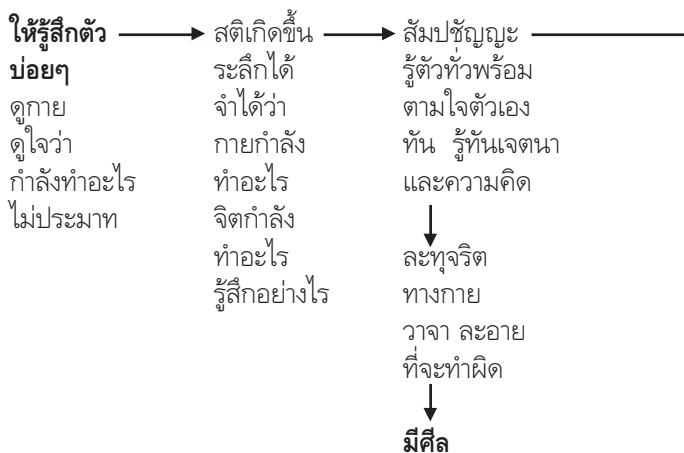 ให้รู้สึกตัว
บ่อยๆ
ดูกาย
ดูใจว่า
กำลังทำอะไร
ไม่ประมาท
สติเกิดขึ้น
ระลึกได้
จำได้ว่า
กายกำลัง
ทำอะไร
จิตกำลัง
ทำอะไร
รู้สึกอย่างไร
สัมปชัญญะ
รู้ตัวทั่วพร้อม
ตามใจตัวเอง
ทัน รู้ทันเจตนา
และความคิด
ละทุจริต
ทางกาย
วาจา ละอาย
ที่จะทำผิด
มีศีล